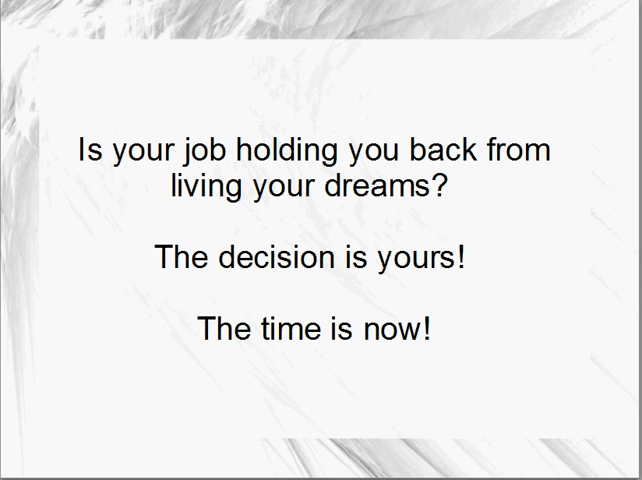 Is your job holding you back from
living your dreams?
The decision is yours!
The time is now!